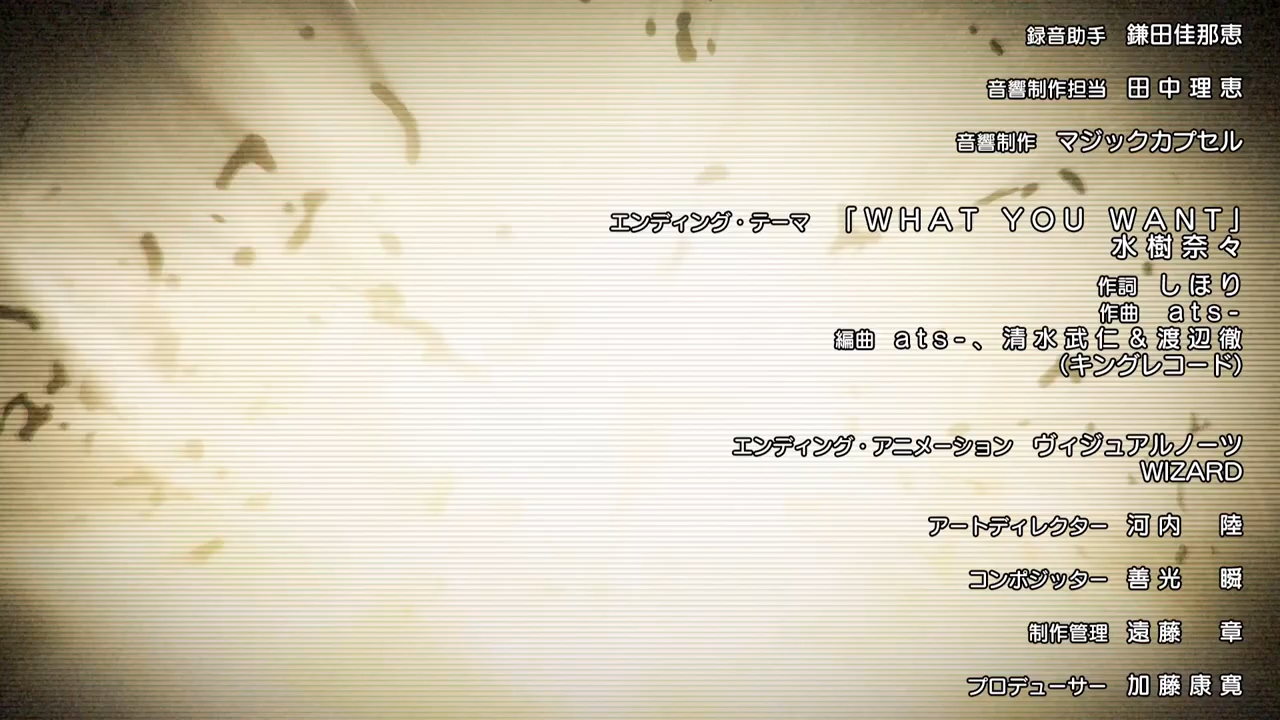 録音助手 鎌田佳那恵
音響制作担当 田中理恵
音響制作 マジックカプセル
エンディング・テーマ 「WHAT YOU WANT」
水樹奈々
作詞 しほり
作曲 ats-
編曲 ats-、清水武仁&渡辺徹
(キングレコード)
エンディング・アニメーション ヴィジュアルノーツ
WIZARD
アートディレクター 河内 陸
コンポジッター 善光 瞬
制作管理 遠藤 章
プロデューサー 加藤康寛